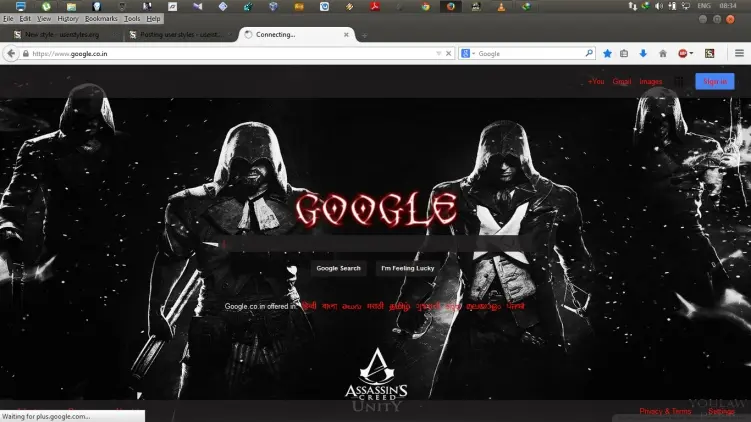 ENG 08:34
File Edit View History Bookmarks Tools Help
New style - userstyles.org
Posting userstyles - userst...
Connecting...
https://www.google.co.in
Google
+You Gmail Images Sign in
GOOGLE
Google Search I'm Feeling Lucky
Google.co.in offered in: हिन्दी বাংলা తెలుగు मराठी தமிழ் ગુજરાતી ಕನ್ನಡ മലയാളം ਪੰਜਾਬੀ
ASSASSIN'S
CREED
UNITY
YOULAW
Privacy & Terms Settings
Waiting for plus.google.com...